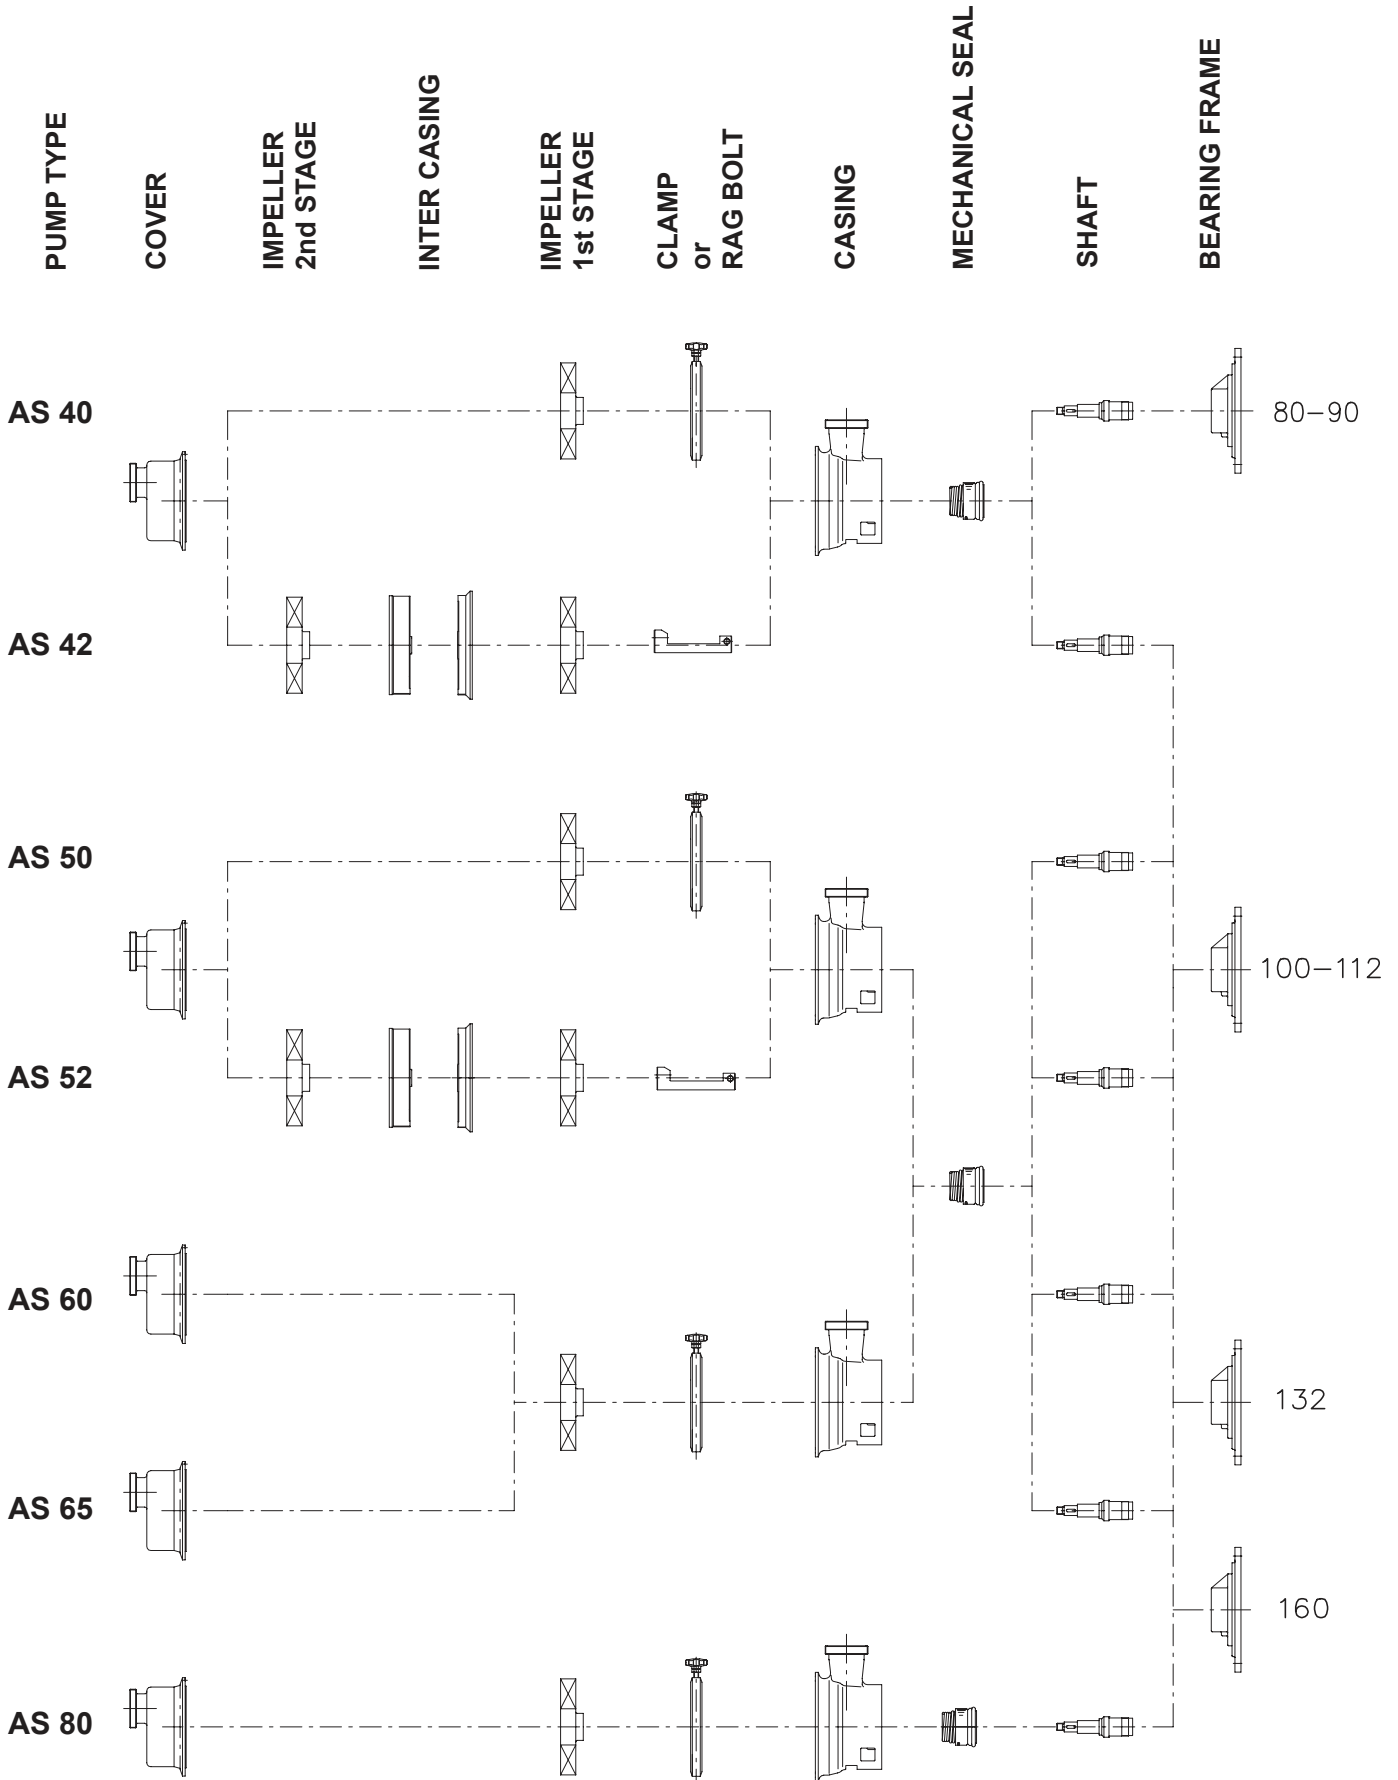 PUMP TYPE
COVER
IMPELLER
2nd STAGE
INTER CASING
IMPELLER
1st STAGE
CLAMP
or
RAG BOLT
CASING
MECHANICAL SEAL
SHAFT
BEARING FRAME
AS 40
80-90
AS 42
AS 50
100-112
AS 52
AS 60
132
AS 65
160
AS 80